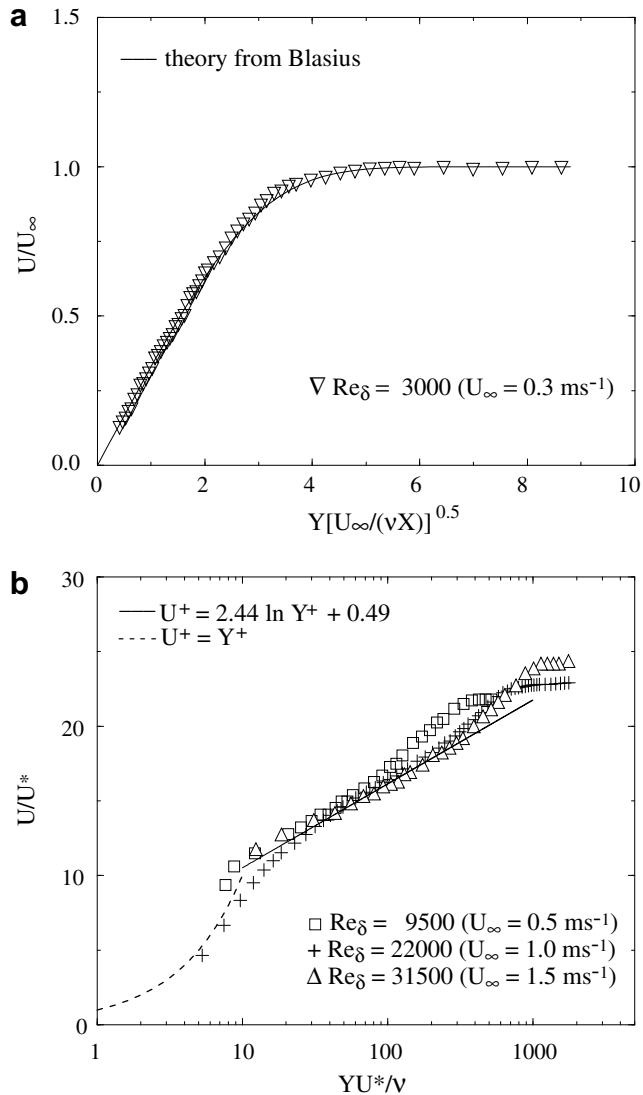 a
1.5
theory from Blasius
1.0
U/U∞
0.5
∇ Reδ = 3000 (U∞ = 0.3 ms⁻¹)
0.0
0 2 4 6 8 10
Y[U∞/(νX)]^0.5
b
30
U⁺ = 2.44 ln Y⁺ + 0.49
U⁺ = Y⁺
20
U/U*
10
□ Reδ = 9500 (U∞ = 0.5 ms⁻¹)
+ Reδ = 22000 (U∞ = 1.0 ms⁻¹)
Δ Reδ = 31500 (U∞ = 1.5 ms⁻¹)
0
1 10 100 1000
YU*/ν